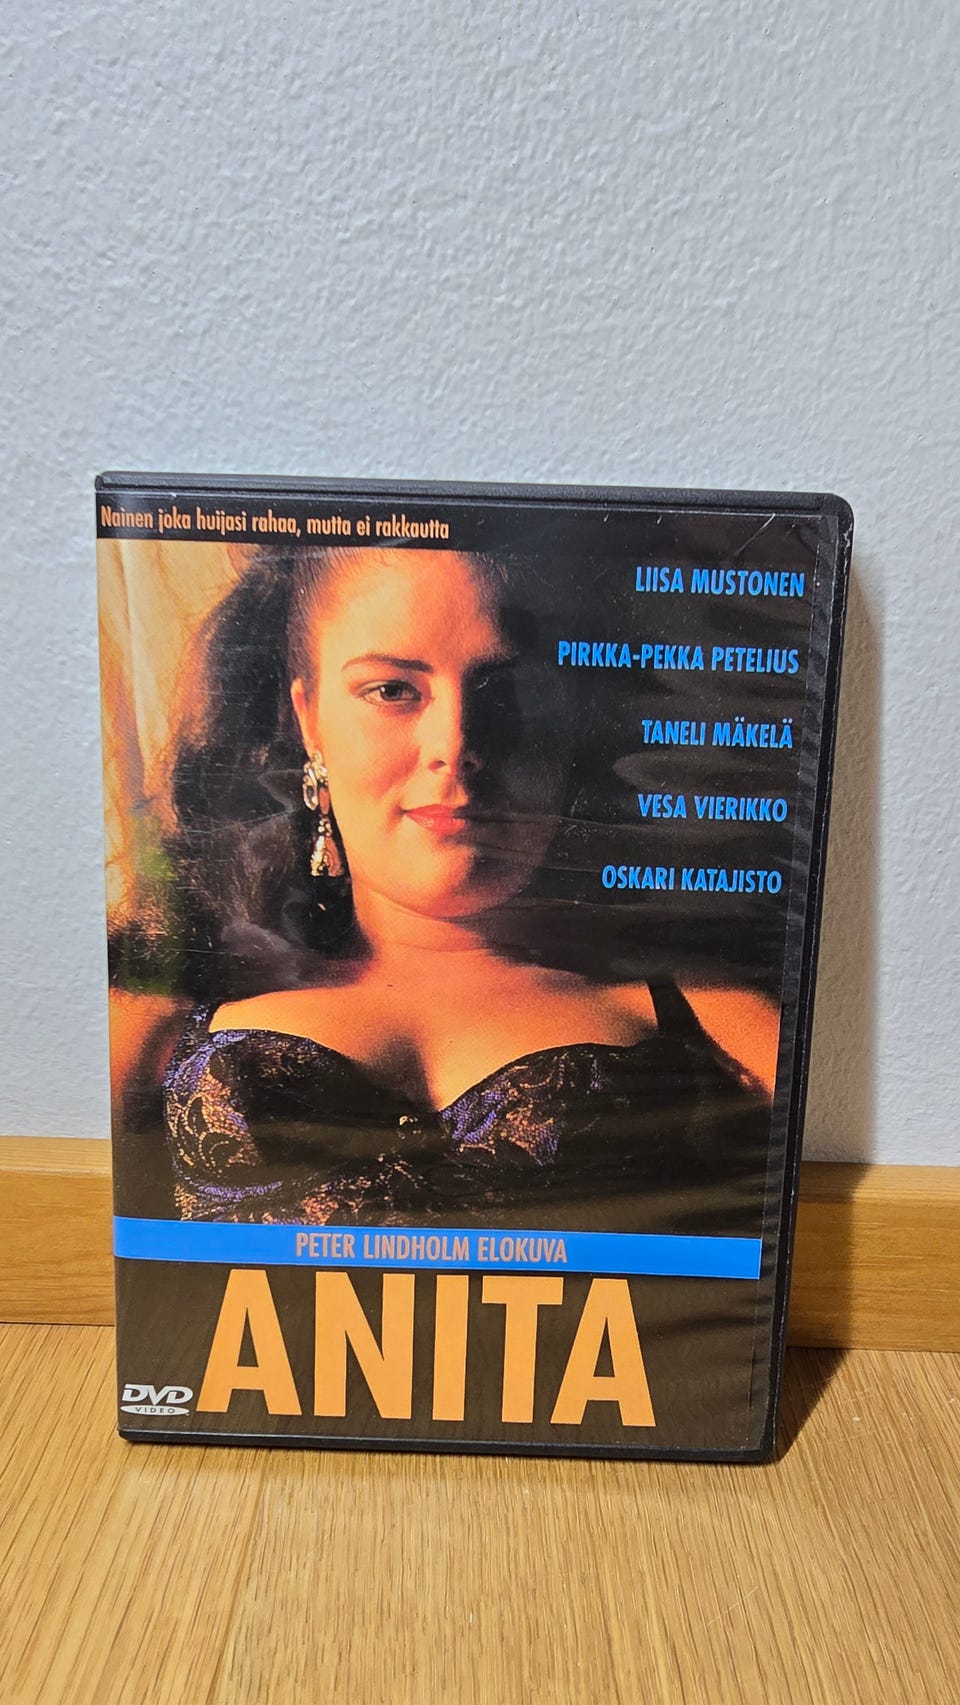 Nainen joka huijasi rahaa, mutta ei rakkautta
LIISA MUSTONEN
PIRKKA-PEKKA PETELIUS
TANELI MÄKELÄ
VESA VIERIKKO
OSKARI KATAJISTO
PETER LINDHOLM ELOKUVA
ANITA
DVD
VIDEO